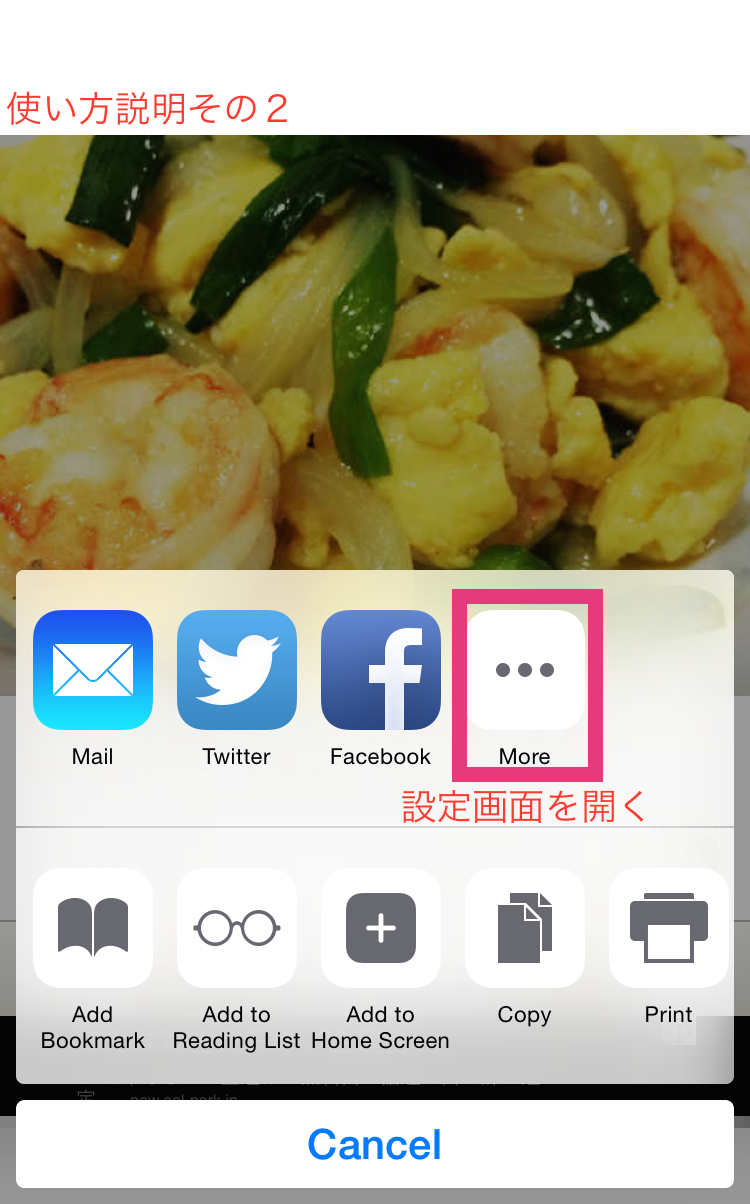 使い方説明その２
Mail
Twitter
Facebook
More
設定画面を開く
Add
Bookmark
Add to
Reading List
Add to
Home Screen
Copy
Print
Cancel